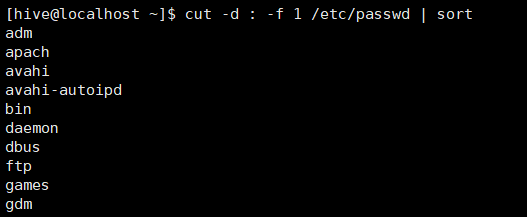 [hive@localhost ~]$ cut -d : -f 1 /etc/passwd | sort
adm
apach
avahi
avahi-autoipd
bin
daemon
dbus
ftp
games
gdm